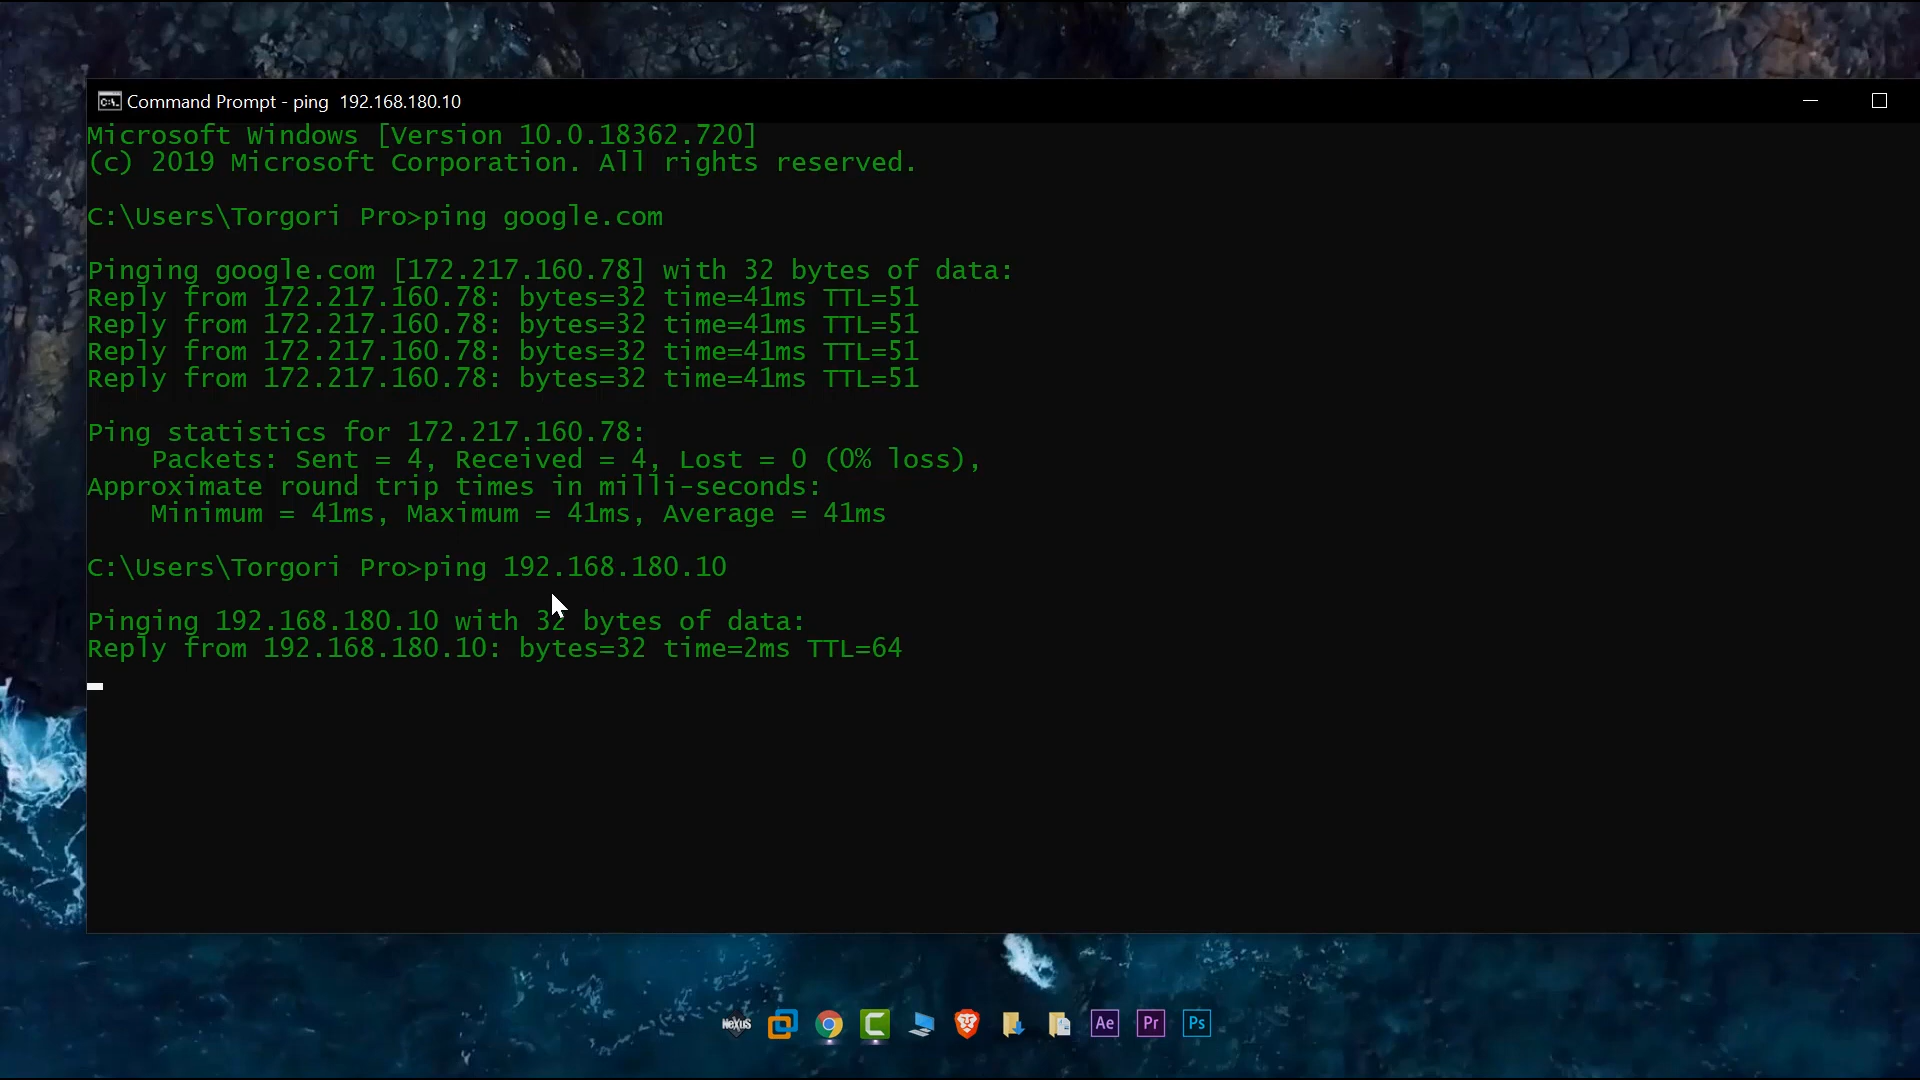 Command Prompt - ping  192.168.180.10
Microsoft Windows [Version 10.0.18362.720]
(c) 2019 Microsoft Corporation. All rights reserved.
C:\Users\Torgori Pro>ping google.com
Pinging google.com [172.217.160.78] with 32 bytes of data:
Reply from 172.217.160.78: bytes=32 time=41ms TTL=51
Reply from 172.217.160.78: bytes=32 time=41ms TTL=51
Reply from 172.217.160.78: bytes=32 time=41ms TTL=51
Reply from 172.217.160.78: bytes=32 time=41ms TTL=51
Ping statistics for 172.217.160.78:
    Packets: Sent = 4, Received = 4, Lost = 0 (0% loss),
Approximate round trip times in milli-seconds:
    Minimum = 41ms, Maximum = 41ms, Average = 41ms
C:\Users\Torgori Pro>ping 192.168.180.10
Pinging 192.168.180.10 with 32 bytes of data:
Reply from 192.168.180.10: bytes=32 time=2ms TTL=64
NeXuS Ae Pr Ps